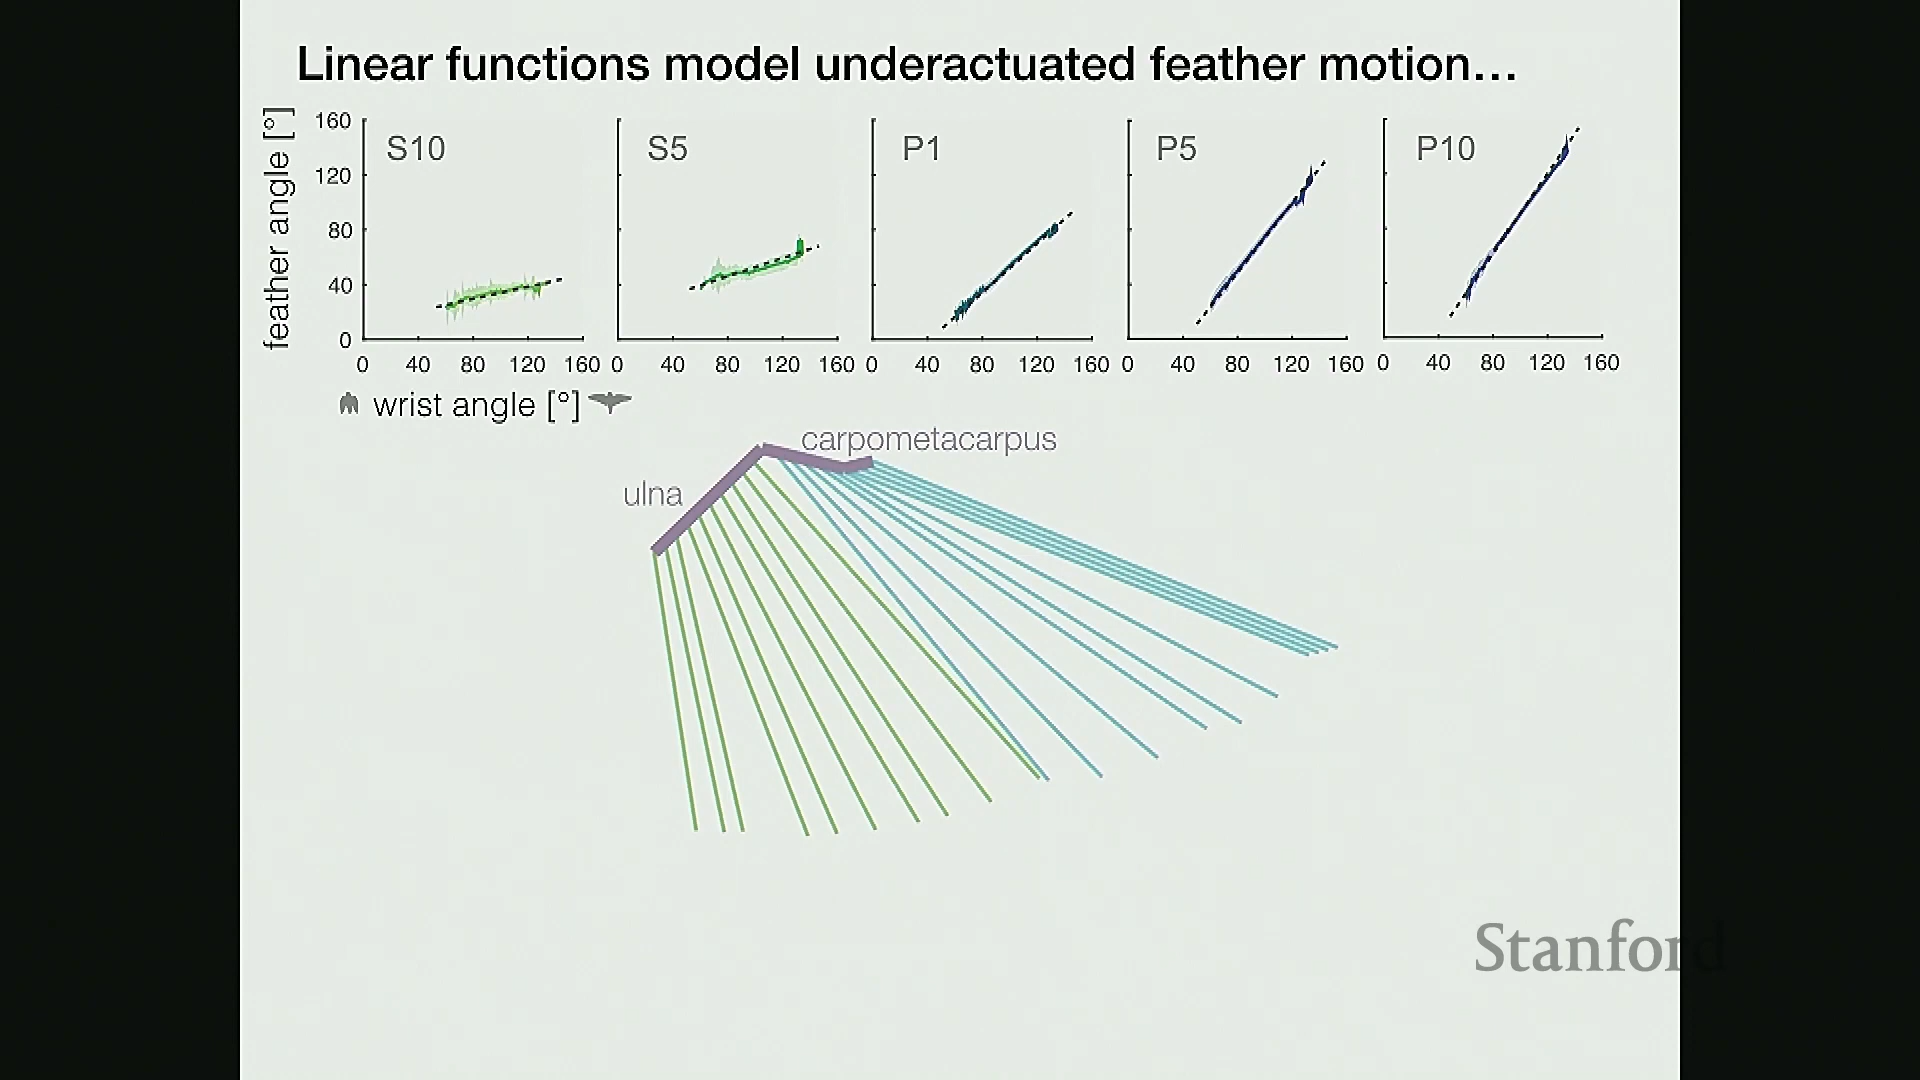 Linear functions model underactuated feather motion...
feather angle [°]
160
120
80
40
0
S10
S5
P1
P5
P10
0 40 80 120 160 0 40 80 120 160 0 40 80 120 160 0 40 80 120 160 0 40 80 120 160
wrist angle [°]
carpometacarpus
ulna
Stanford